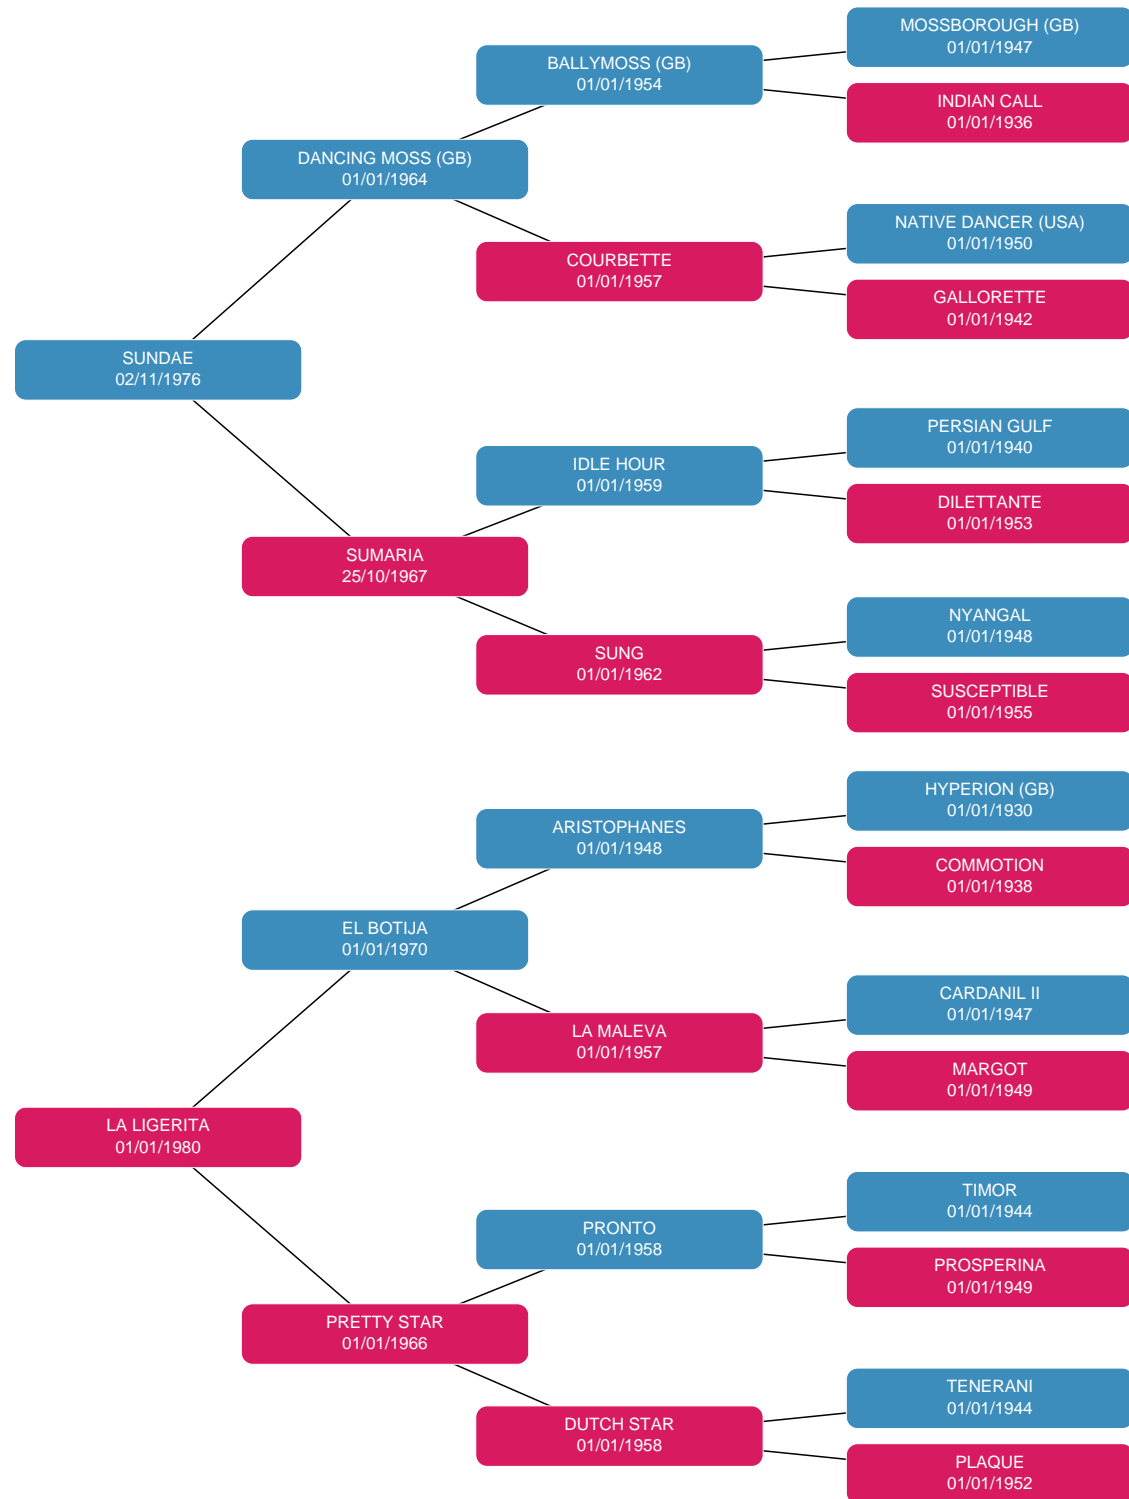 MOSSBOROUGH (GB)
01/01/1947
BALLYMOSS (GB)
01/01/1954
INDIAN CALL
01/01/1936
DANCING MOSS (GB)
01/01/1964
NATIVE DANCER (USA)
01/01/1950
COURBETTE
01/01/1957
GALLORETTE
01/01/1942
SUNDAE
02/11/1976
PERSIAN GULF
01/01/1940
IDLE HOUR
01/01/1959
DILETTANTE
01/01/1953
SUMARIA
25/10/1967
NYANGAL
01/01/1948
SUNG
01/01/1962
SUSCEPTIBLE
01/01/1955
HYPERION (GB)
01/01/1930
ARISTOPHANES
01/01/1948
COMMOTION
01/01/1938
EL BOTIJA
01/01/1970
CARDANIL II
01/01/1947
LA MALEVA
01/01/1957
MARGOT
01/01/1949
LA LIGERITA
01/01/1980
TIMOR
01/01/1944
PRONTO
01/01/1958
PROSPERINA
01/01/1949
PRETTY STAR
01/01/1966
TENERANI
01/01/1944
DUTCH STAR
01/01/1958
PLAQUE
01/01/1952